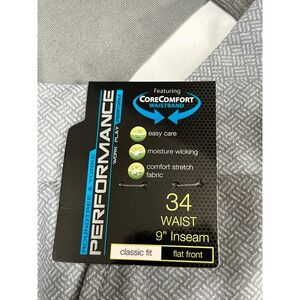 Featuring
CORECOMFORT
WAISTBAND
easy care
moisture wicking
comfort stretch
fabric
34
WAIST
9" Inseam
classic fit
flat front
PERFORMANCE
WORK PLAY